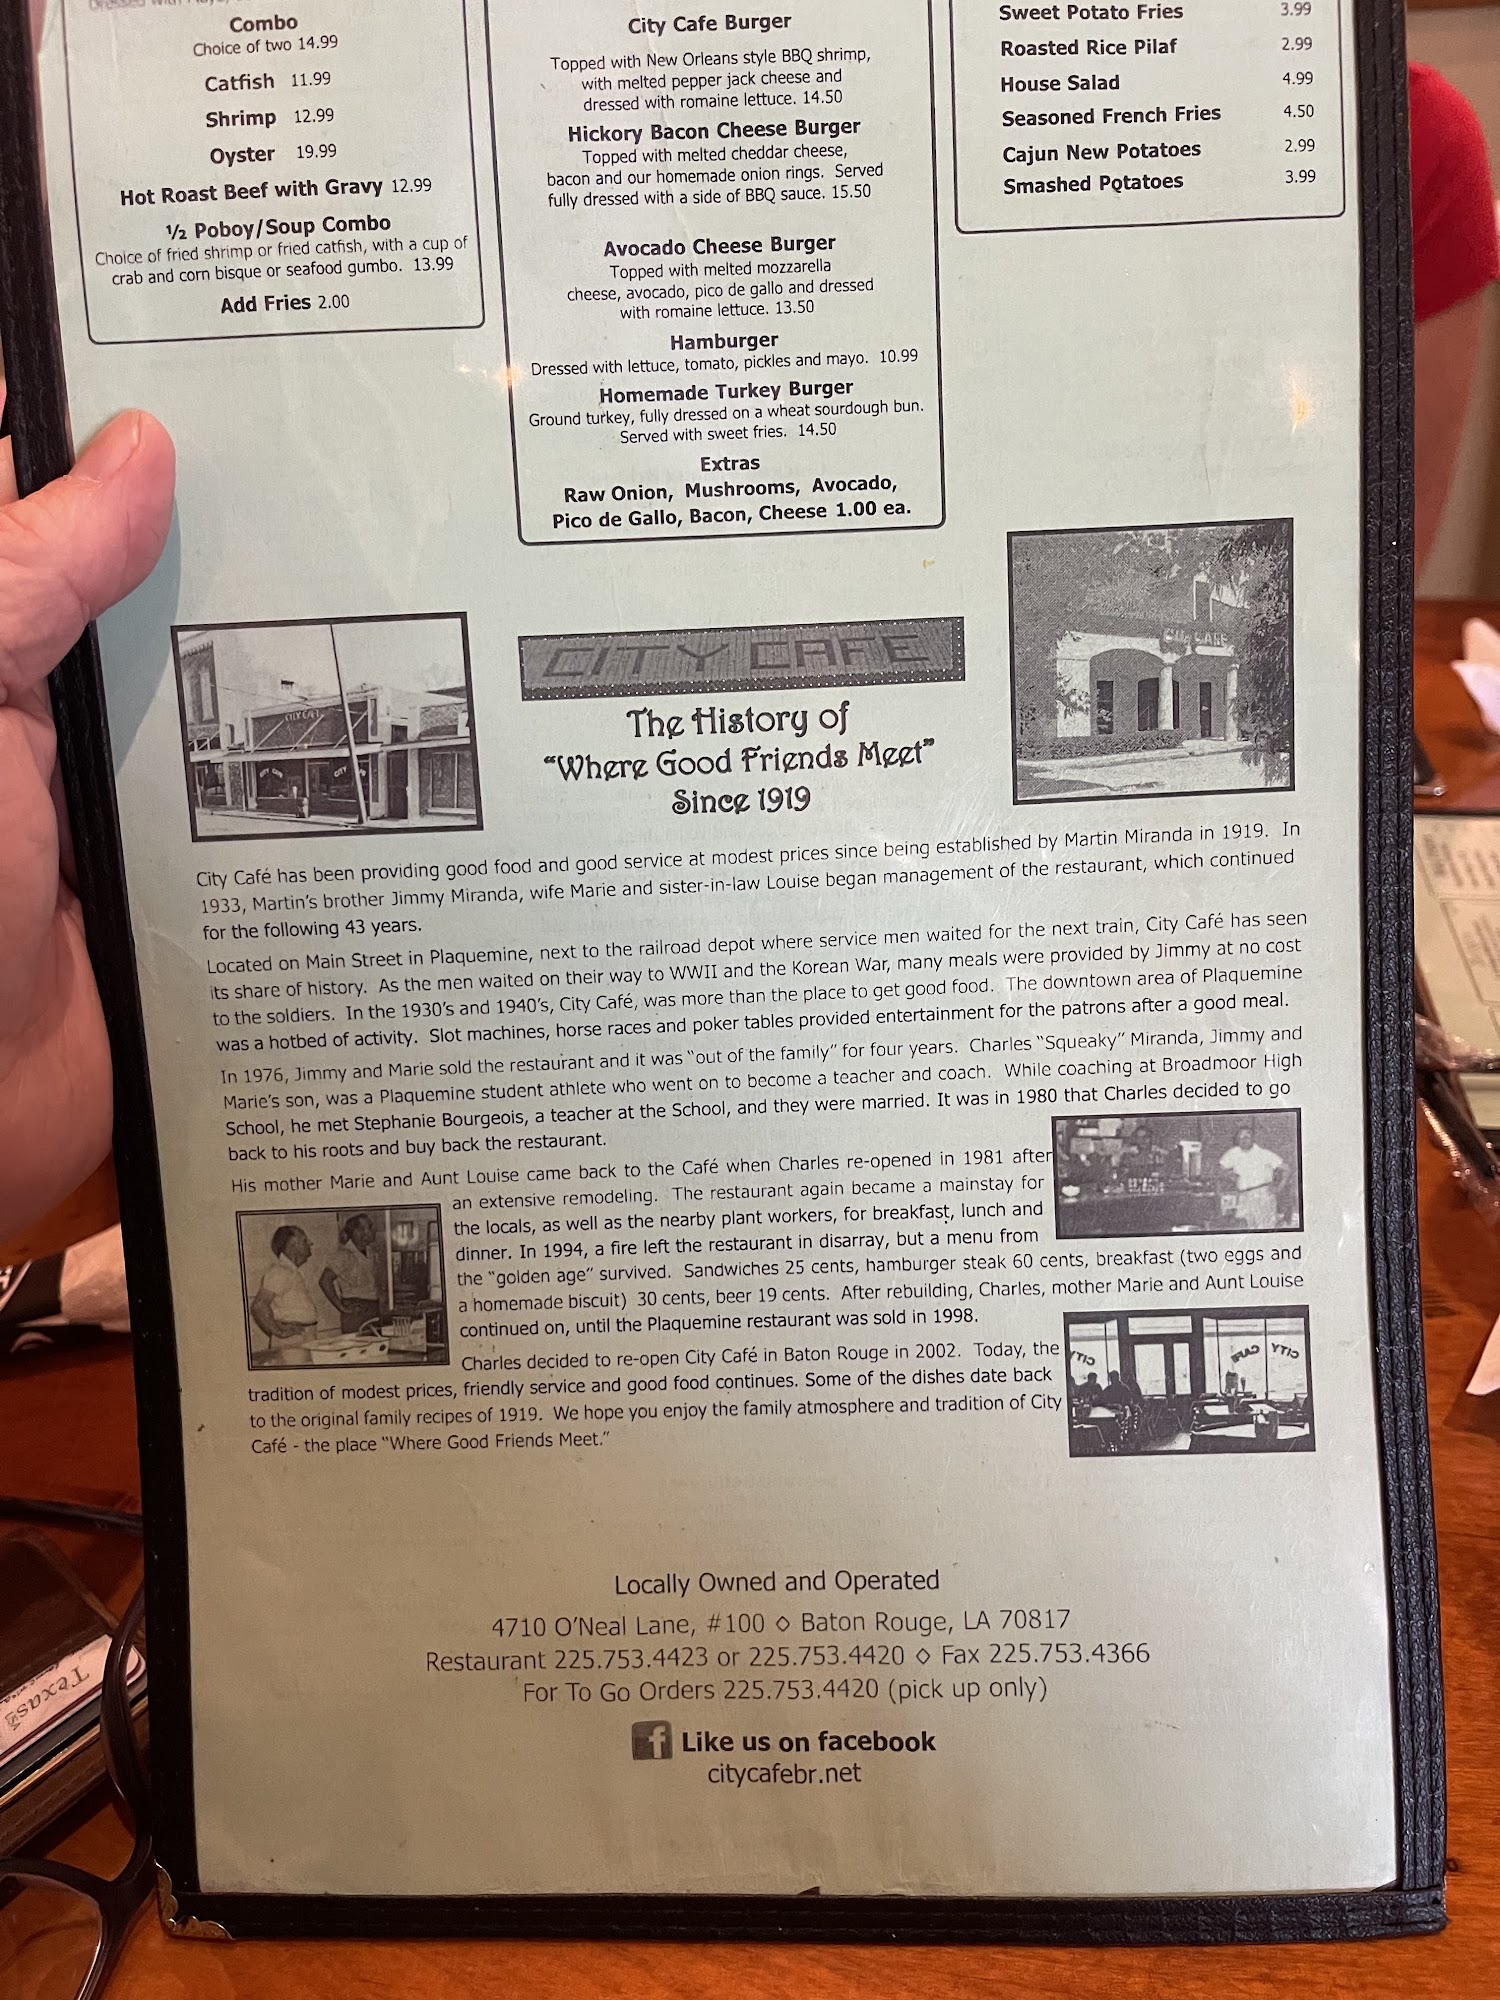 Combo
Choice of two 14.99
Catfish 11.99
Shrimp 12.99
Oyster 19.99
Hot Roast Beef with Gravy 12.99
½ Poboy/Soup Combo
Choice of fried shrimp or fried catfish, with a cup of
crab and corn bisque or seafood gumbo. 13.99
Add Fries 2.00
City Cafe Burger
Topped with New Orleans style BBQ shrimp,
with melted pepper jack cheese and
dressed with romaine lettuce. 14.50
Hickory Bacon Cheese Burger
Topped with melted cheddar cheese,
bacon and our homemade onion rings. Served
fully dressed with a side of BBQ sauce. 15.50
Avocado Cheese Burger
Topped with melted mozzarella
cheese, avocado, pico de gallo and dressed
with romaine lettuce. 13.50
Hamburger
Dressed with lettuce, tomato, pickles and mayo. 10.99
Homemade Turkey Burger
Ground turkey, fully dressed on a wheat sourdough bun.
Served with sweet fries. 14.50
Extras
Raw Onion, Mushrooms, Avocado,
Pico de Gallo, Bacon, Cheese 1.00 ea.
Sweet Potato Fries 3.99
Roasted Rice Pilaf 2.99
House Salad 4.99
Seasoned French Fries 4.50
Cajun New Potatoes 2.99
Smashed Potatoes 3.99
CITY CAFE
CITY CAFE
CITY CAFE
CITY CAFE
The History of
"Where Good Friends Meet"
Since 1919
City Café has been providing good food and good service at modest prices since being established by Martin Miranda in 1919. In
1933, Martin's brother Jimmy Miranda, wife Marie and sister-in-law Louise began management of the restaurant, which continued
for the following 43 years.
Located on Main Street in Plaquemine, next to the railroad depot where service men waited for the next train, City Café has seen
its share of history. As the men waited on their way to WWII and the Korean War, many meals were provided by Jimmy at no cost
to the soldiers. In the 1930's and 1940's, City Café, was more than the place to get good food. The downtown area of Plaquemine
was a hotbed of activity. Slot machines, horse races and poker tables provided entertainment for the patrons after a good meal.
In 1976, Jimmy and Marie sold the restaurant and it was "out of the family" for four years. Charles "Squeaky" Miranda, Jimmy and
Marie's son, was a Plaquemine student athlete who went on to become a teacher and coach. While coaching at Broadmoor High
School, he met Stephanie Bourgeois, a teacher at the School, and they were married. It was in 1980 that Charles decided to go
back to his roots and buy back the restaurant.
His mother Marie and Aunt Louise came back to the Café when Charles re-opened in 1981 after
an extensive remodeling. The restaurant again became a mainstay for
the locals, as well as the nearby plant workers, for breakfast, lunch and
dinner. In 1994, a fire left the restaurant in disarray, but a menu from
the "golden age" survived. Sandwiches 25 cents, hamburger steak 60 cents, breakfast (two eggs and
a homemade biscuit) 30 cents, beer 19 cents. After rebuilding, Charles, mother Marie and Aunt Louise
continued on, until the Plaquemine restaurant was sold in 1998.
Charles decided to re-open City Café in Baton Rouge in 2002. Today, the
tradition of modest prices, friendly service and good food continues. Some of the dishes date back
to the original family recipes of 1919. We hope you enjoy the family atmosphere and tradition of City
Café - the place "Where Good Friends Meet."
CITY CAFE CITY
Locally Owned and Operated
4710 O'Neal Lane, #100 ◊ Baton Rouge, LA 70817
Restaurant 225.753.4423 or 225.753.4420 ◊ Fax 225.753.4366
For To Go Orders 225.753.4420 (pick up only)
f Like us on facebook
citycafebr.net
Texas